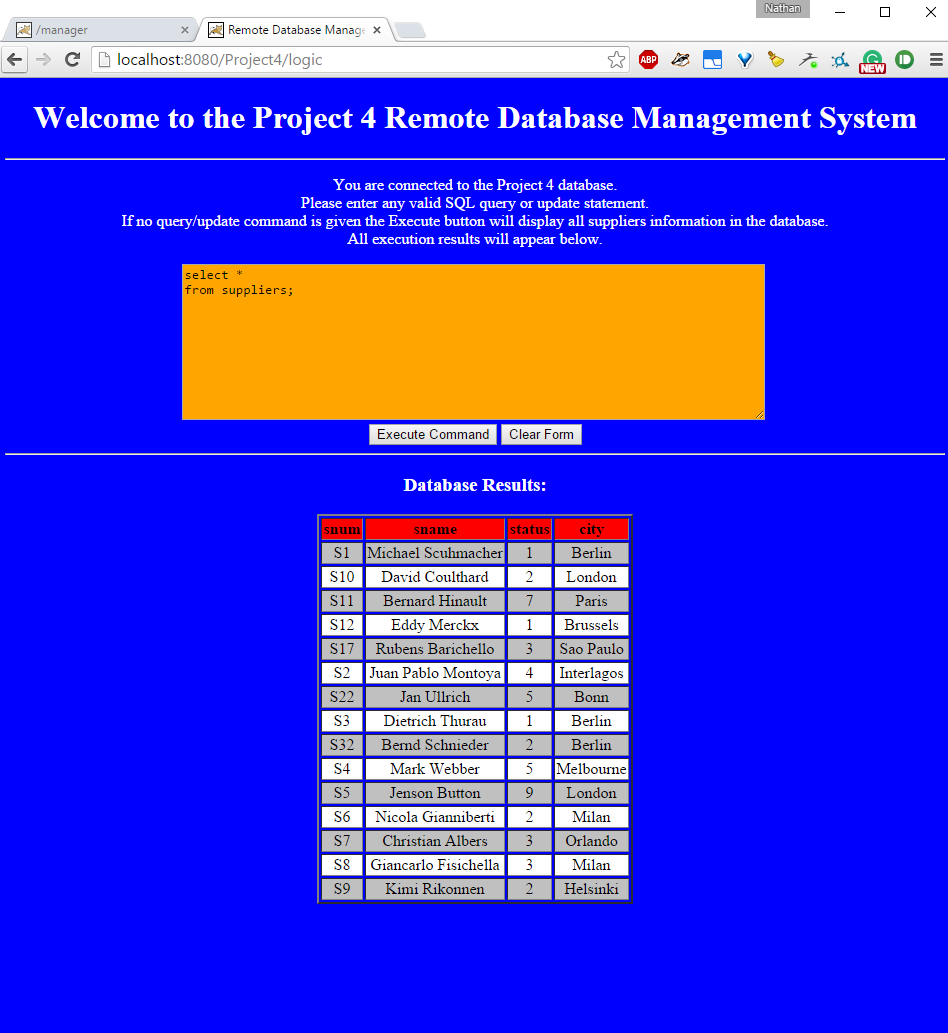 Nathan
/manager
Remote Database Manag
localhost:8080/Project4/logic
ABP
NEW
Welcome to the Project 4 Remote Database Management System
You are connected to the Project 4 database.
Please enter any valid SQL query or update statement.
If no query/update command is given the Execute button will display all suppliers information in the database.
All execution results will appear below.
select *
from suppliers;
Execute Command Clear Form
Database Results:
snum sname status city
S1 Michael Scuhmacher 1 Berlin
S10 David Coulthard 2 London
S11 Bernard Hinault 7 Paris
S12 Eddy Merckx 1 Brussels
S17 Rubens Barichello 3 Sao Paulo
S2 Juan Pablo Montoya 4 Interlagos
S22 Jan Ullrich 5 Bonn
S3 Dietrich Thurau 1 Berlin
S32 Bernd Schnieder 2 Berlin
S4 Mark Webber 5 Melbourne
S5 Jenson Button 9 London
S6 Nicola Gianniberti 2 Milan
S7 Christian Albers 3 Orlando
S8 Giancarlo Fisichella 3 Milan
S9 Kimi Rikonnen 2 Helsinki